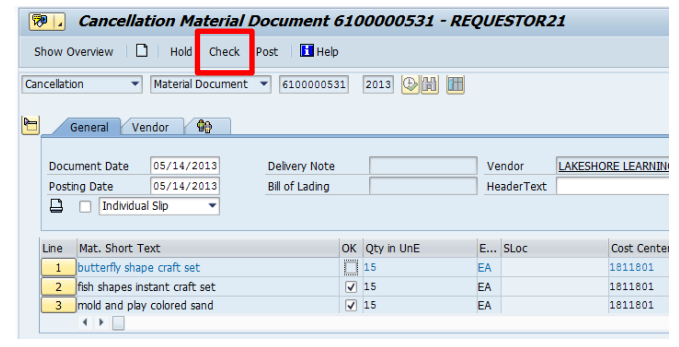 Cancellation Material Document 6100000531 - REQUESTOR21
Show Overview Hold Check Post Help
Cancellation Material Document 6100000531 2013
General Vendor
Document Date 05/14/2013 Delivery Note Vendor LAKESHORE LEARNING
Posting Date 05/14/2013 Bill of Lading HeaderText
Individual Slip
Line Mat. Short Text OK Qty in UnE E... SLoc Cost Center
1 butterfly shape craft set 15 EA 1811801
2 fish shapes instant craft set 15 EA 1811801
3 mold and play colored sand 15 EA 1811801